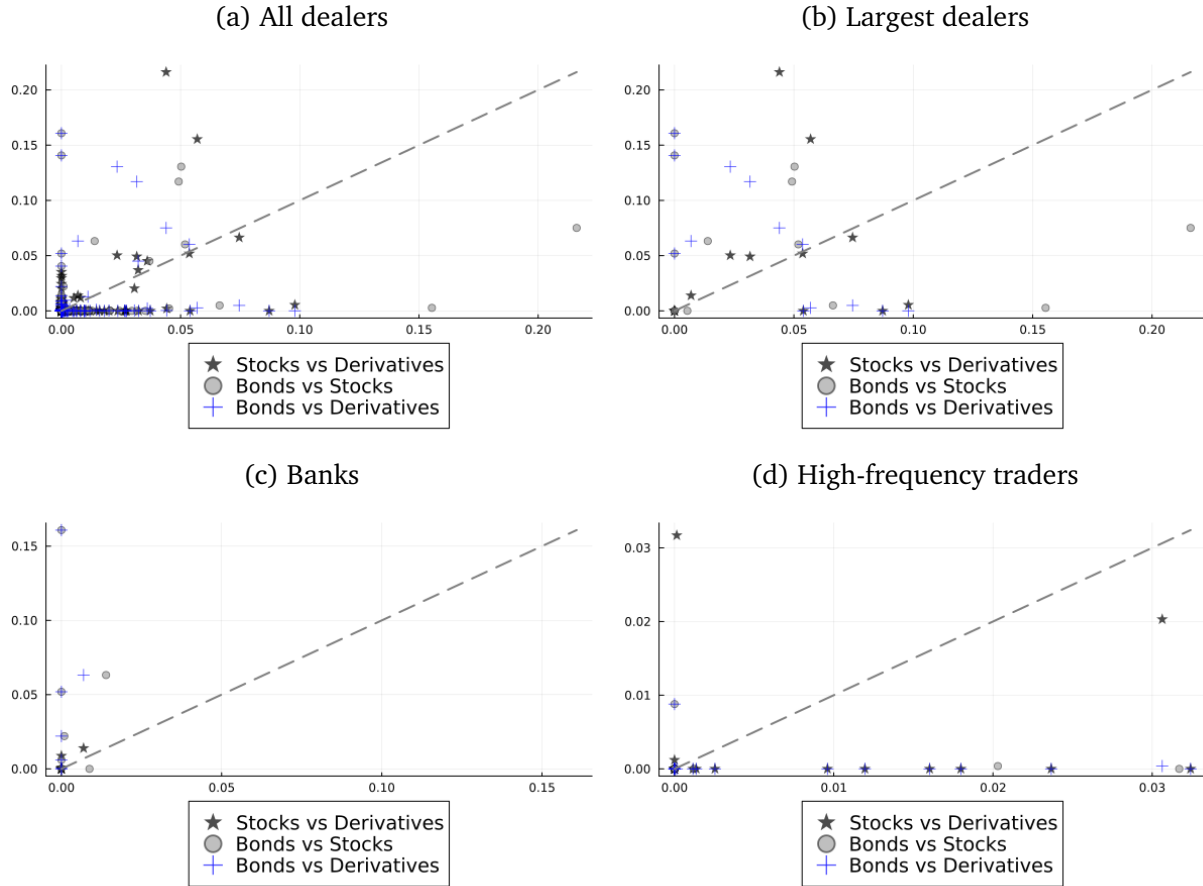 (a) All dealers
(b) Largest dealers
0.20
0.15
0.10
0.05
0.00
0.00 0.05 0.10 0.15 0.20
Stocks vs Derivatives
Bonds vs Stocks
Bonds vs Derivatives
0.20
0.15
0.10
0.05
0.00
0.00 0.05 0.10 0.15 0.20
Stocks vs Derivatives
Bonds vs Stocks
Bonds vs Derivatives
(c) Banks
(d) High-frequency traders
0.15
0.10
0.05
0.00
0.00 0.05 0.10 0.15
Stocks vs Derivatives
Bonds vs Stocks
Bonds vs Derivatives
0.03
0.02
0.01
0.00
0.00 0.01 0.02 0.03
Stocks vs Derivatives
Bonds vs Stocks
Bonds vs Derivatives